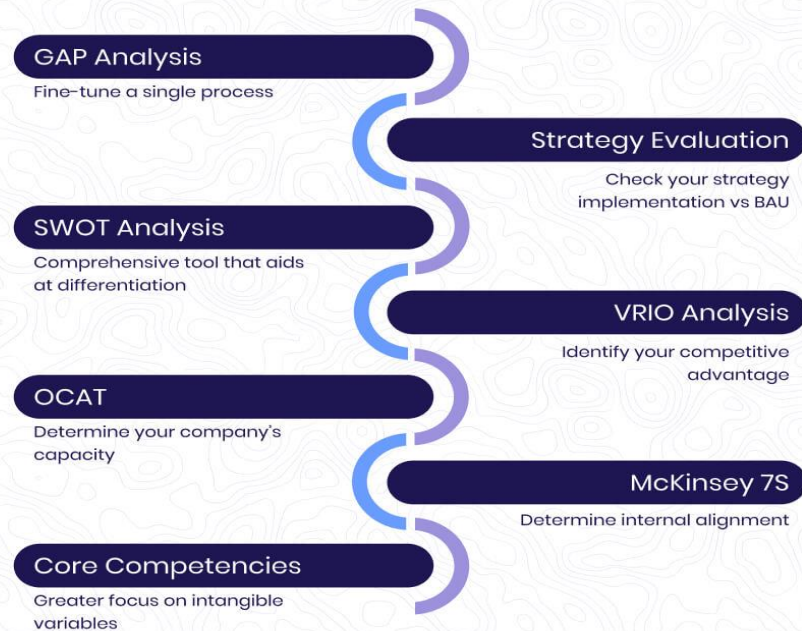 GAP Analysis
Fine-tune a single process
Strategy Evaluation
Check your strategy
implementation vs BAU
SWOT Analysis
Comprehensive tool that aids
at differentiation
VRIO Analysis
Identify your competitive
advantage
OCAT
Determine your company's
capacity
McKinsey 7S
Determine internal alignment
Core Competencies
Greater focus on intangible
variables